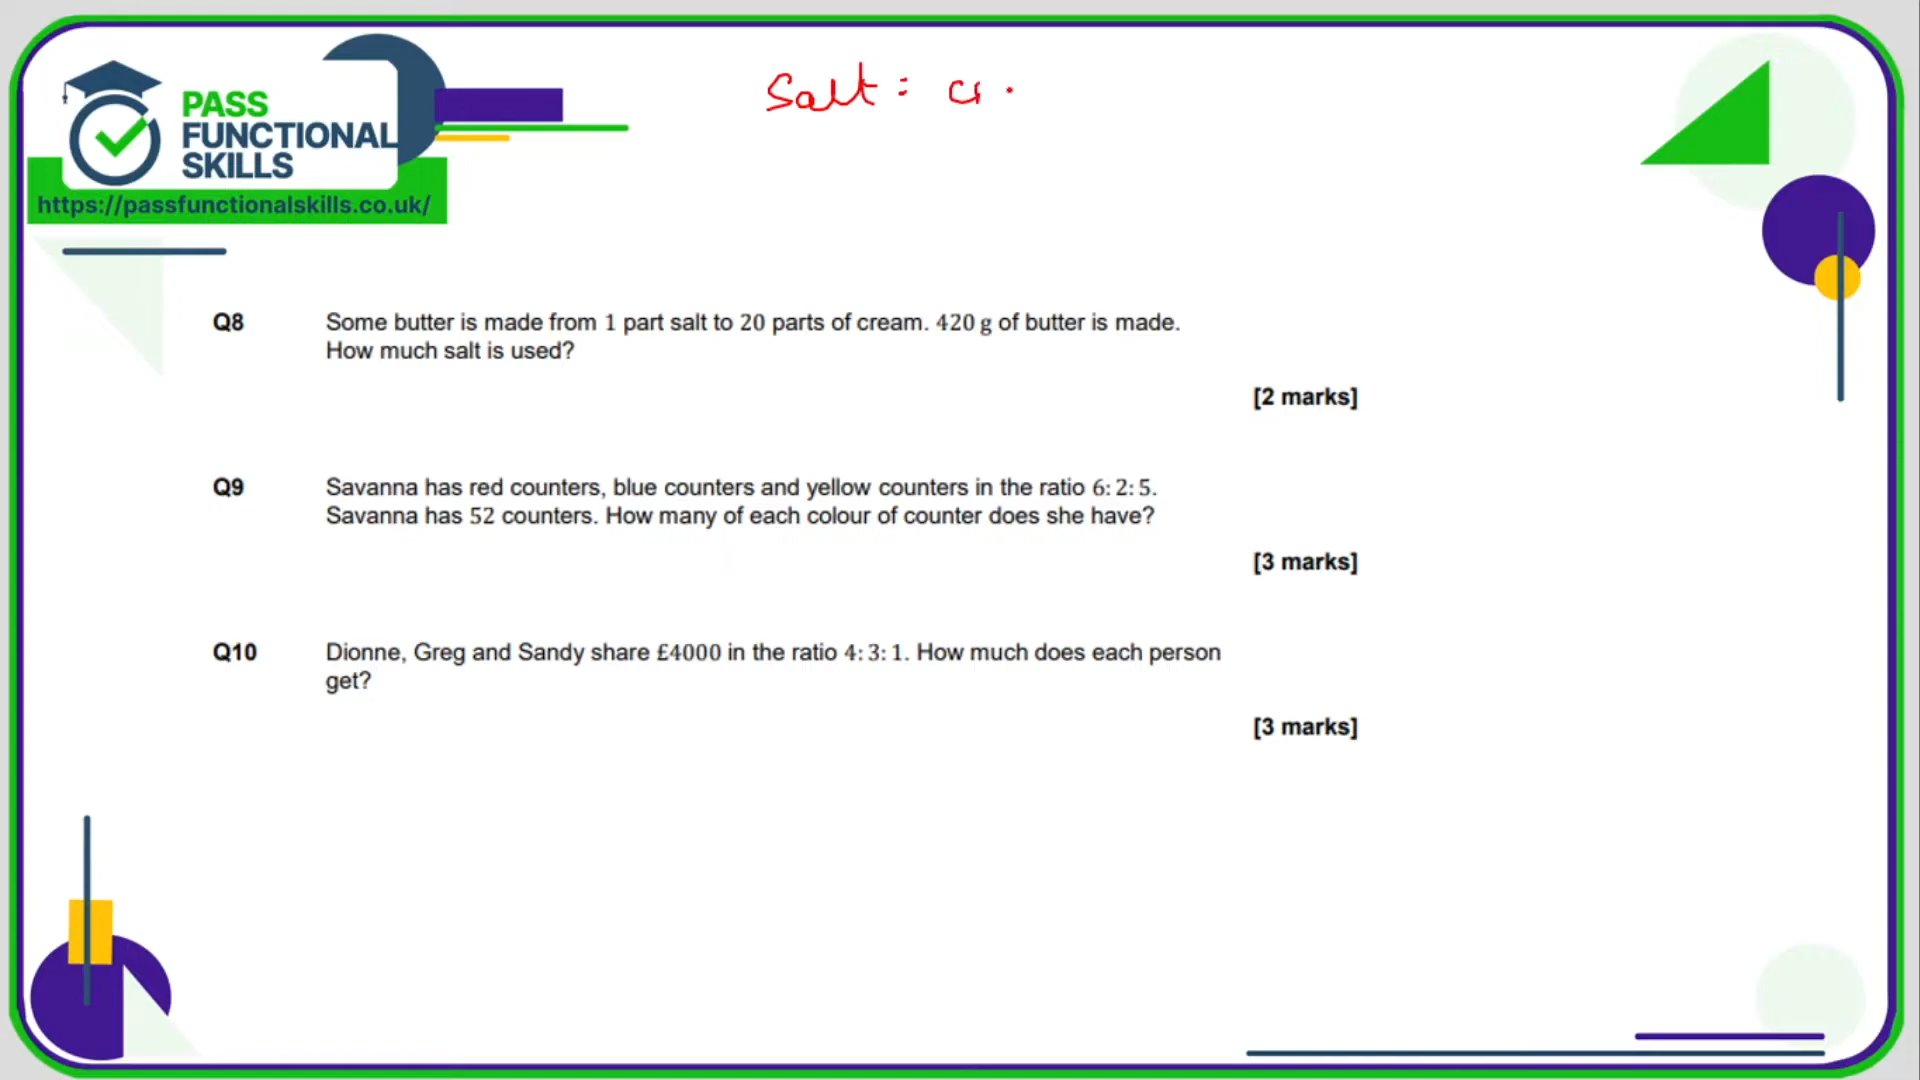 Salt : cr
PASS
FUNCTIONAL
SKILLS
https://passfunctionalskills.co.uk/
Q8 Some butter is made from 1 part salt to 20 parts of cream. 420 g of butter is made.
How much salt is used?
[2 marks]
Q9 Savanna has red counters, blue counters and yellow counters in the ratio 6: 2: 5.
Savanna has 52 counters. How many of each colour of counter does she have?
[3 marks]
Q10 Dionne, Greg and Sandy share £4000 in the ratio 4: 3: 1. How much does each person
get?
[3 marks]